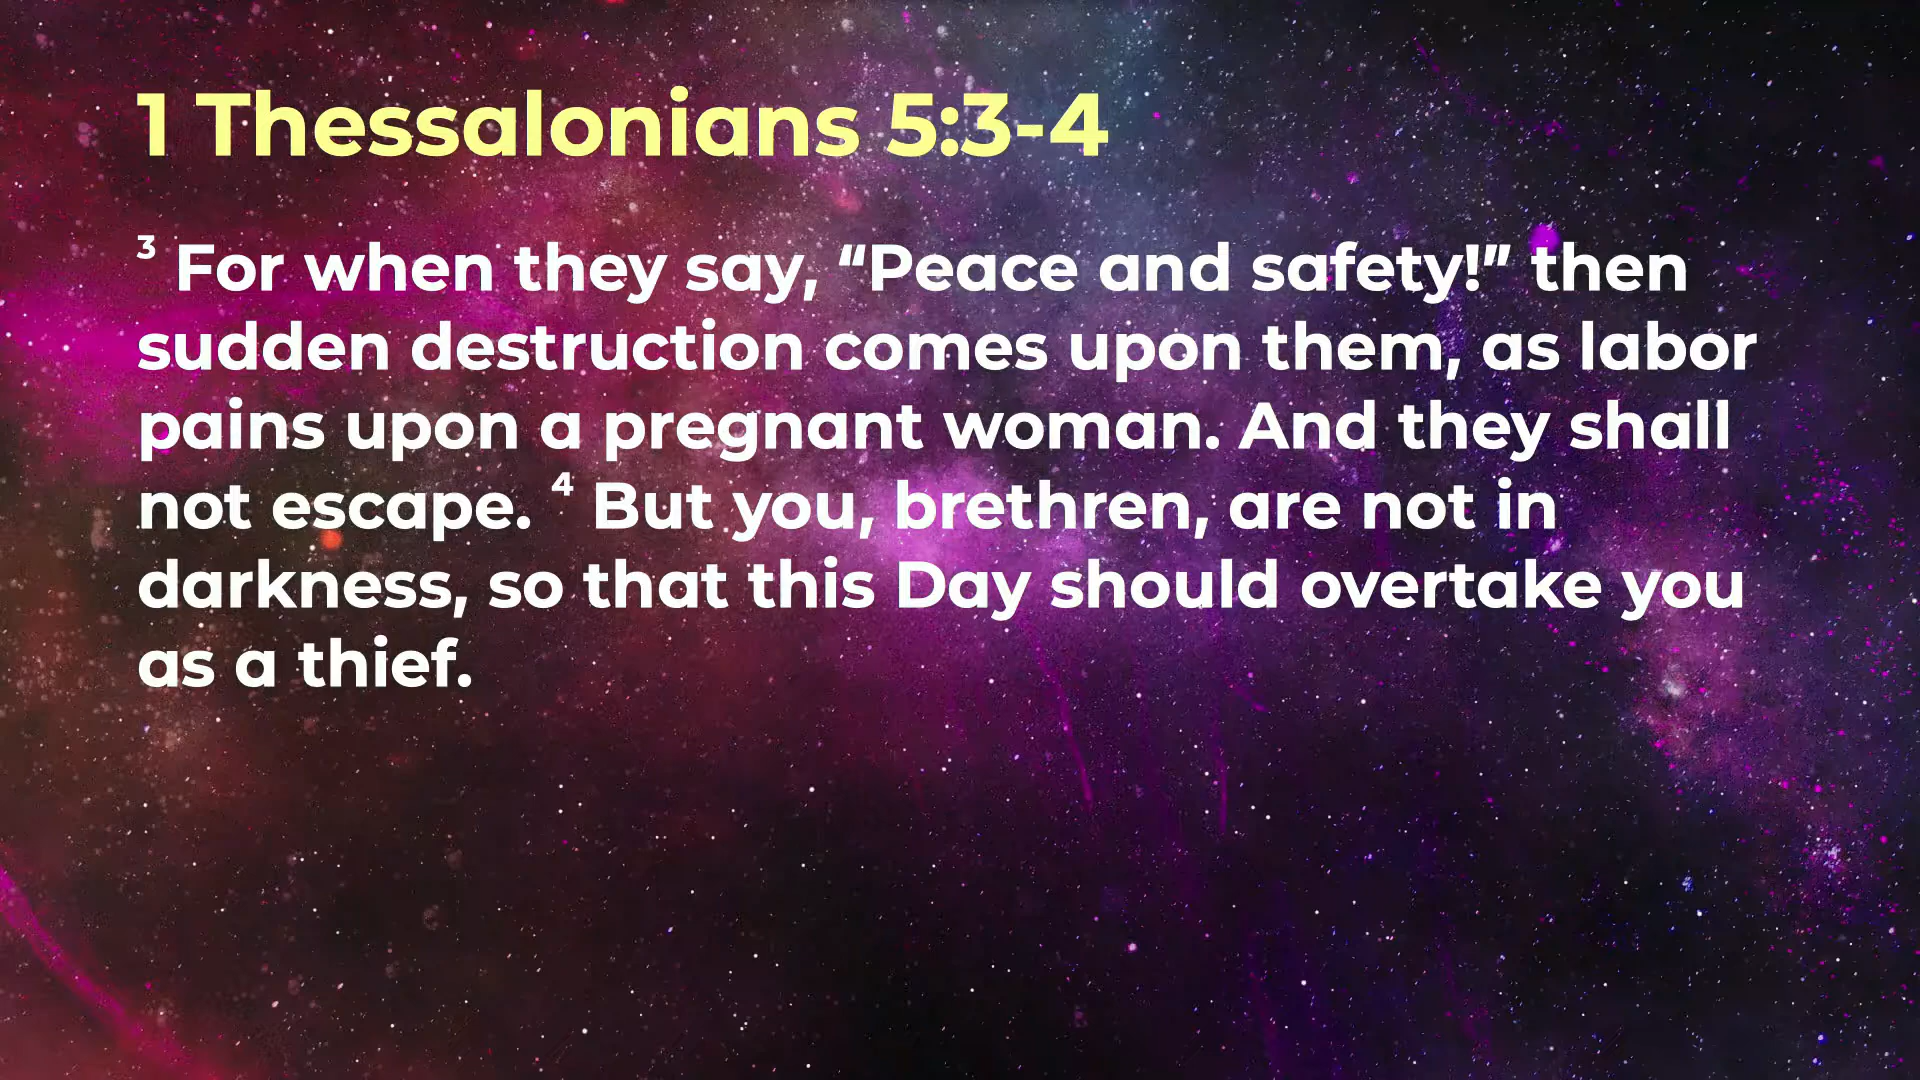 1 Thessalonians 5:3-4
3 For when they say, “Peace and safety!” then
sudden destruction comes upon them, as labor
pains upon a pregnant woman. And they shall
not escape. 4 But you, brethren, are not in
darkness, so that this Day should overtake you
as a thief.